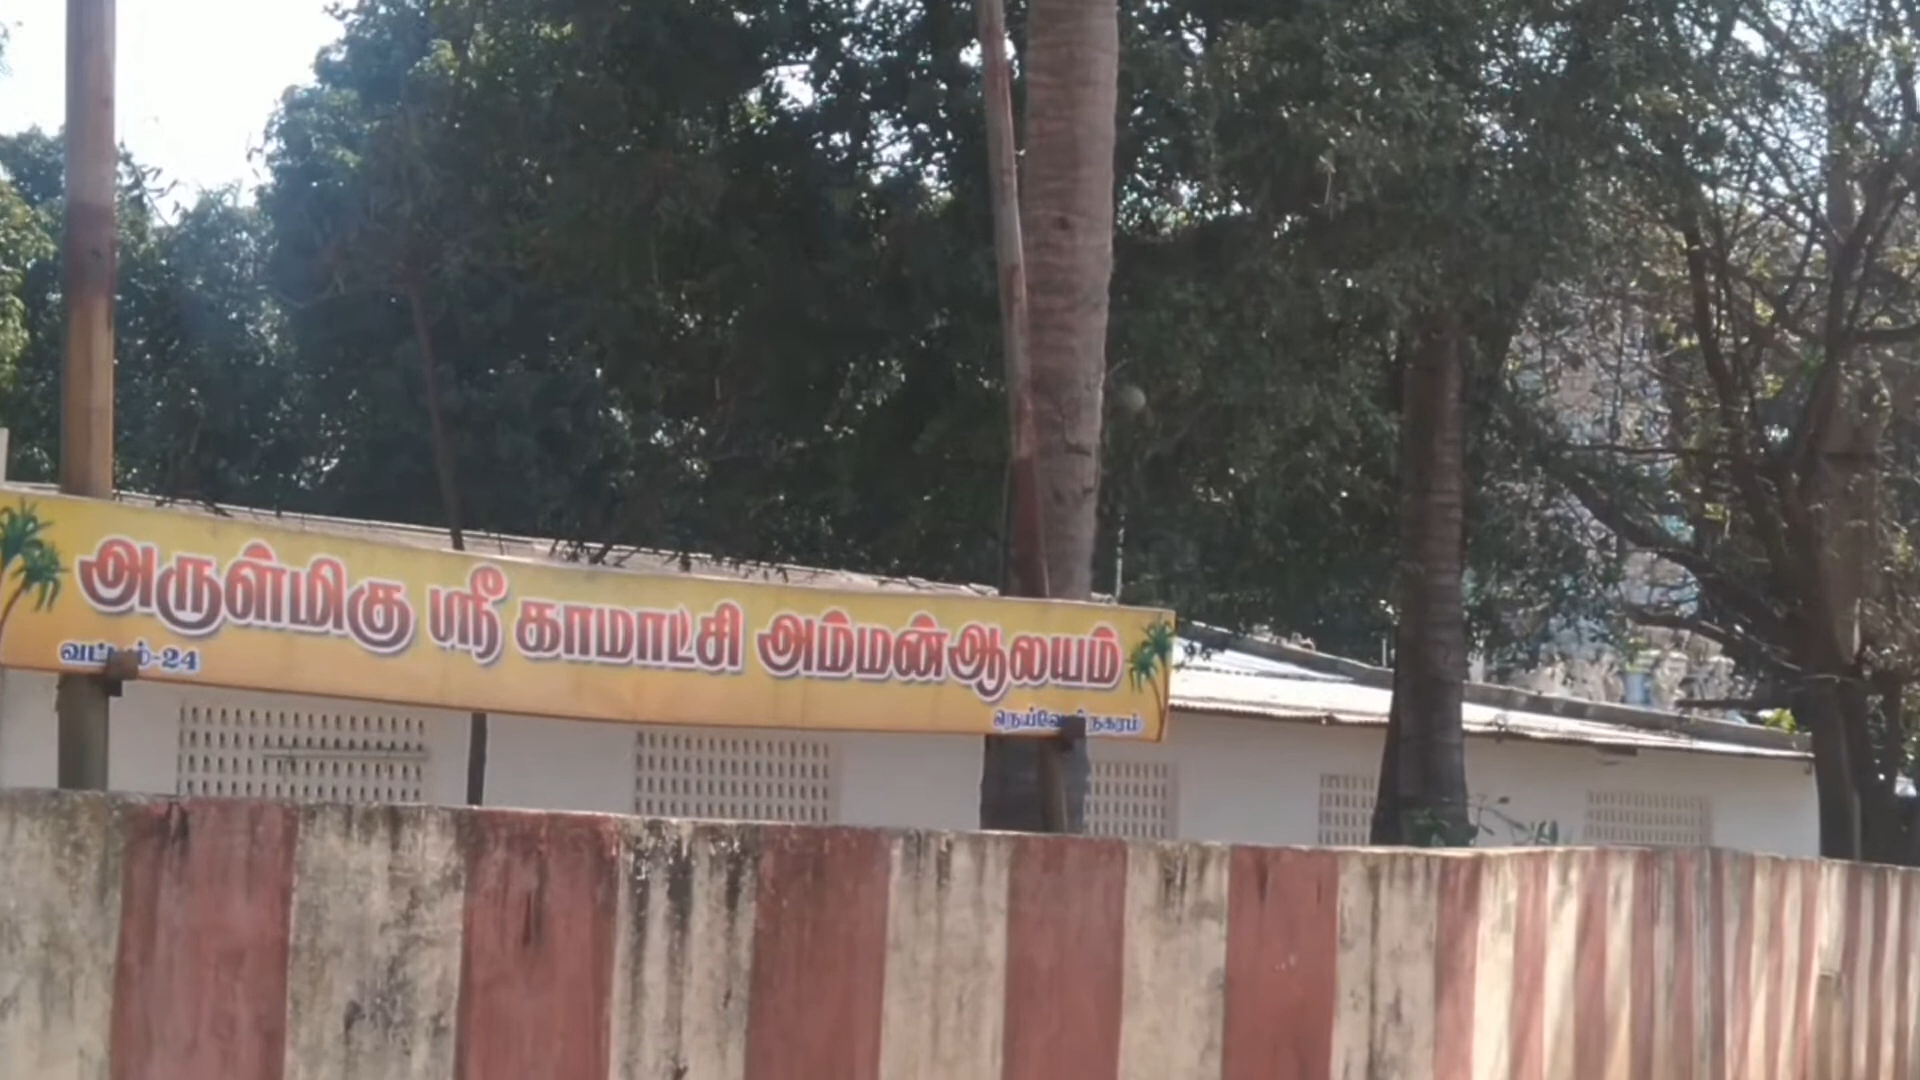 அருள்மிகு ஸ்ரீ காமாட்சி அம்மன் ஆலயம்
வட்டம்-24
நெய்வேலி நகரம்